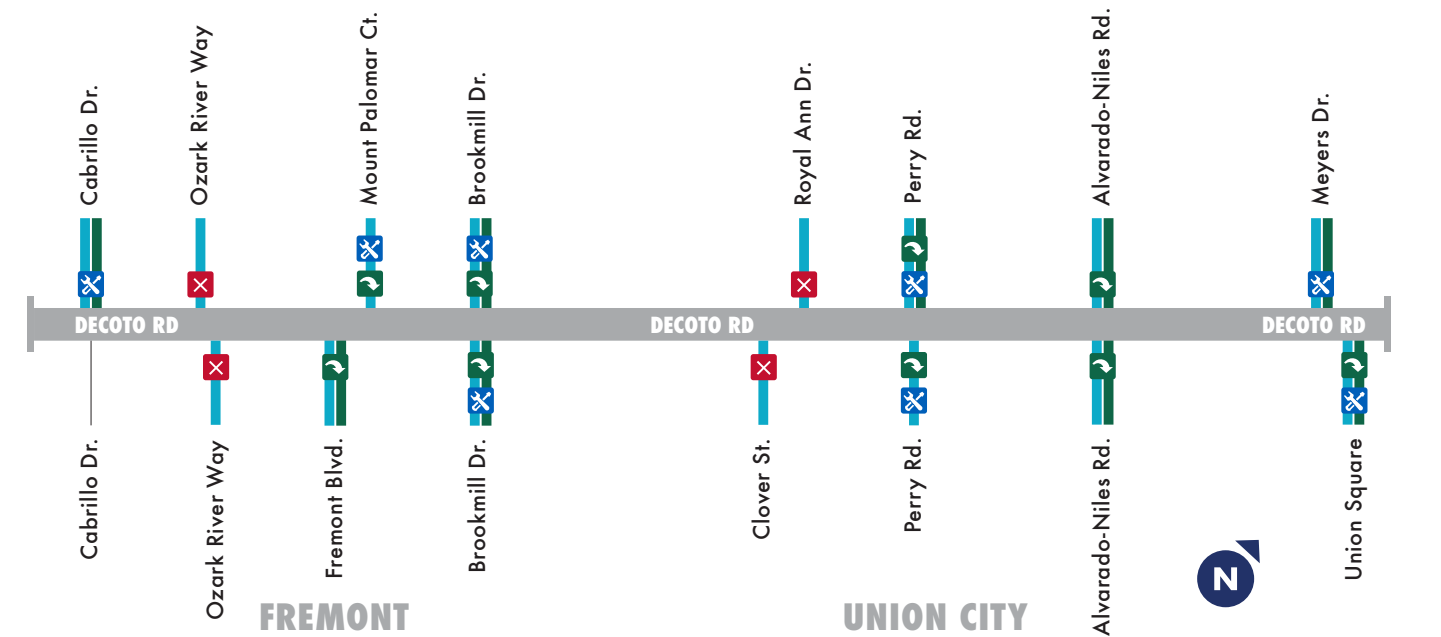 Cabrillo Dr.
Ozark River Way
Mount Palomar Ct.
Brookmill Dr.
Royal Ann Dr.
Perry Rd.
Alvarado-Niles Rd.
Meyers Dr.
DECOTO RD
DECOTO RD
DECOTO RD
Cabrillo Dr.
Ozark River Way
Fremont Blvd.
Brookmill Dr.
Clover St.
Perry Rd.
Alvarado-Niles Rd.
Union Square
N
FREMONT
UNION CITY